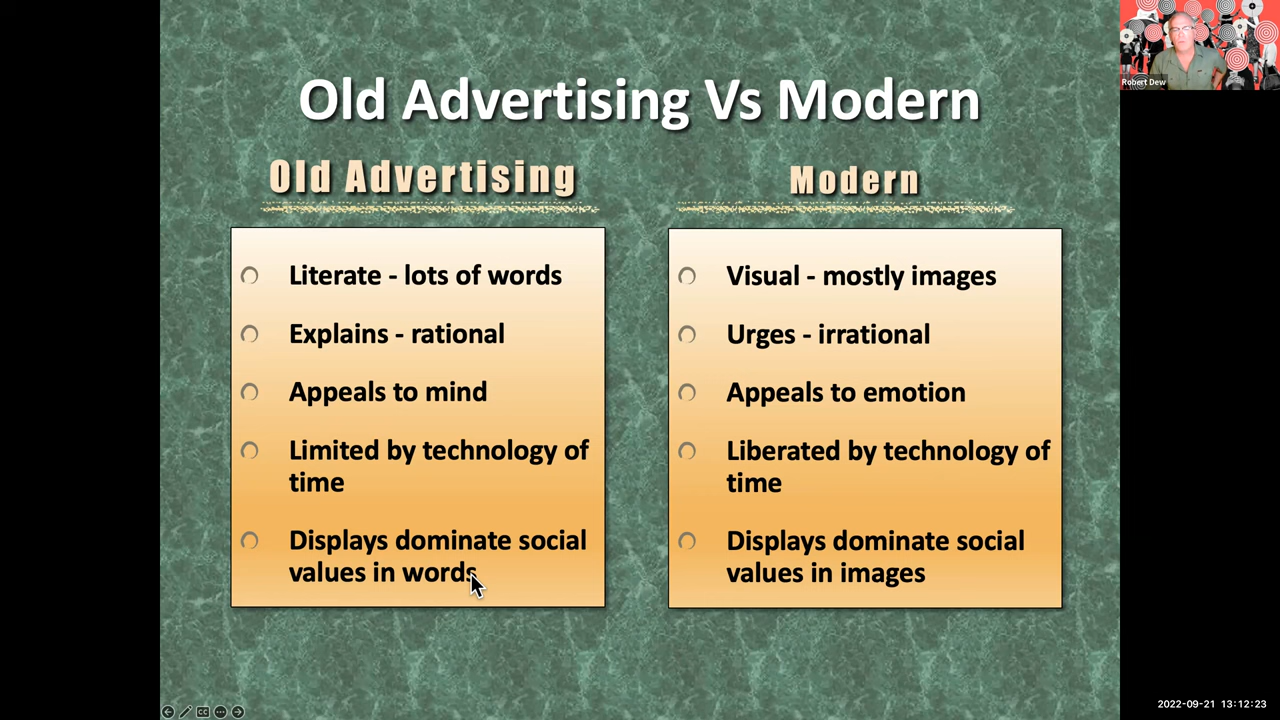 Old Advertising Vs Modern
Old Advertising
Literate - lots of words
Explains - rational
Appeals to mind
Limited by technology of
time
Displays dominate social
values in words
Modern
Visual - mostly images
Urges - irrational
Appeals to emotion
Liberated by technology of
time
Displays dominate social
values in images
Robert Dew
CC
2022-09-21 13:12:23